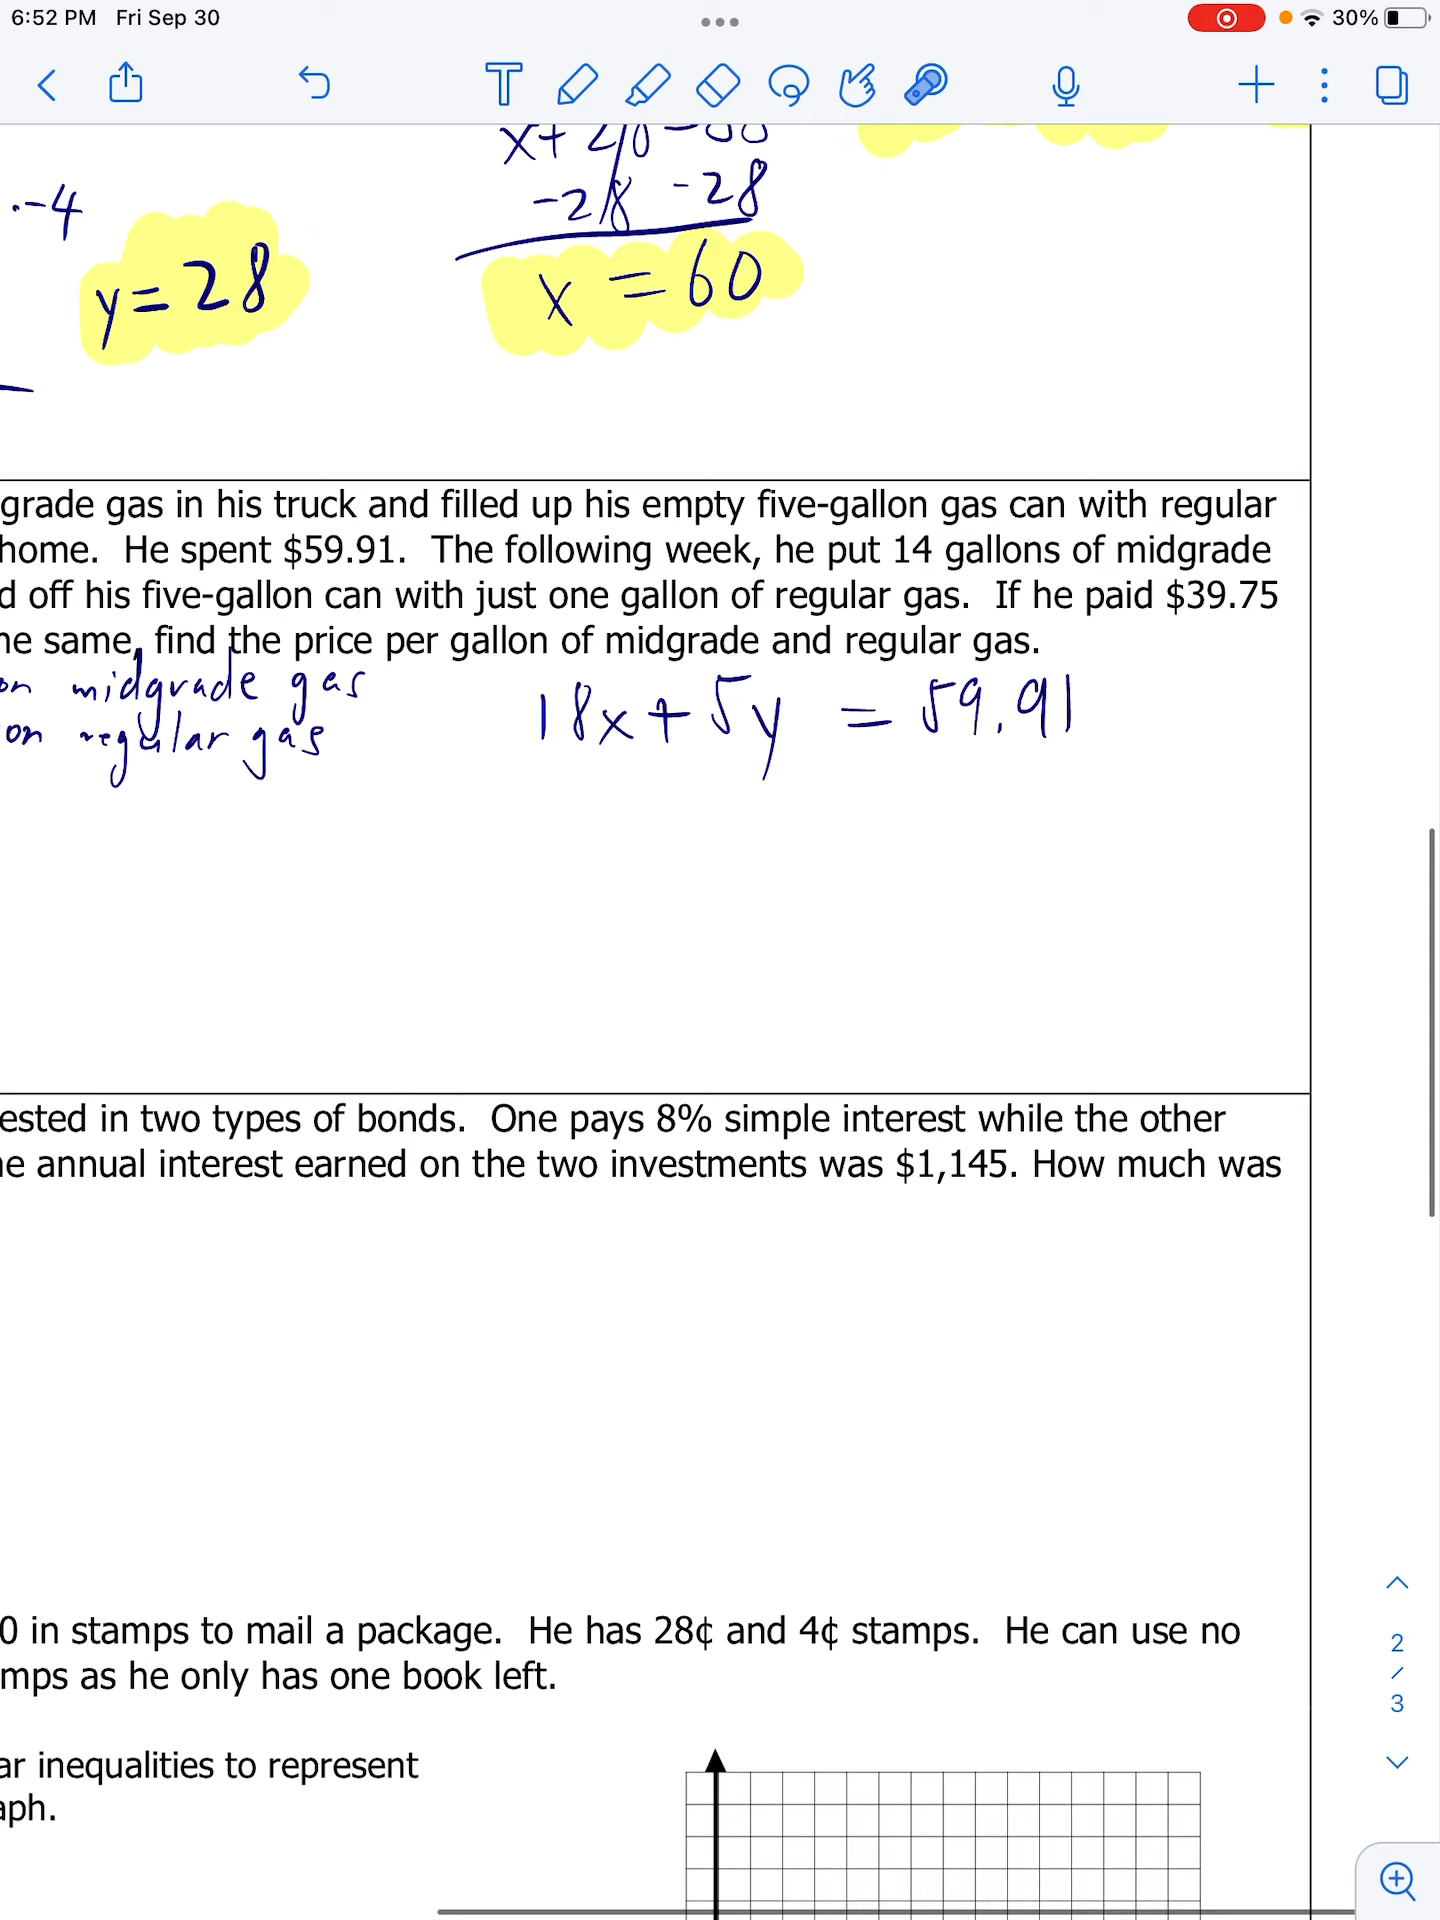 6:52 PM Fri Sep 30
30%
-28 -28
-4
y=28
x = 60
grade gas in his truck and filled up his empty five-gallon gas can with regular
home. He spent $59.91. The following week, he put 14 gallons of midgrade
d off his five-gallon can with just one gallon of regular gas. If he paid $39.75
he same, find the price per gallon of midgrade and regular gas.
on midgrade gas
on regular gas
18x+5y = 59.91
ested in two types of bonds. One pays 8% simple interest while the other
he annual interest earned on the two investments was $1,145. How much was
0 in stamps to mail a package. He has 28¢ and 4¢ stamps. He can use no
mps as he only has one book left.
ar inequalities to represent
aph.
2
/
3